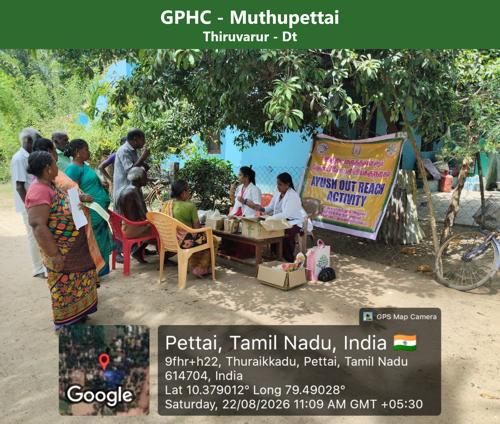 GPHC - Muthupettai
Thiruvarur - Dt
AYUSH OUT REACH
ACTIVITY
GPS Map Camera
Pettai, Tamil Nadu, India
9fhr+h22, Thuraikkadu, Pettai, Tamil Nadu
614704, India
Lat 10.379012° Long 79.49028°
Saturday, 22/08/2026 11:09 AM GMT +05:30
Google